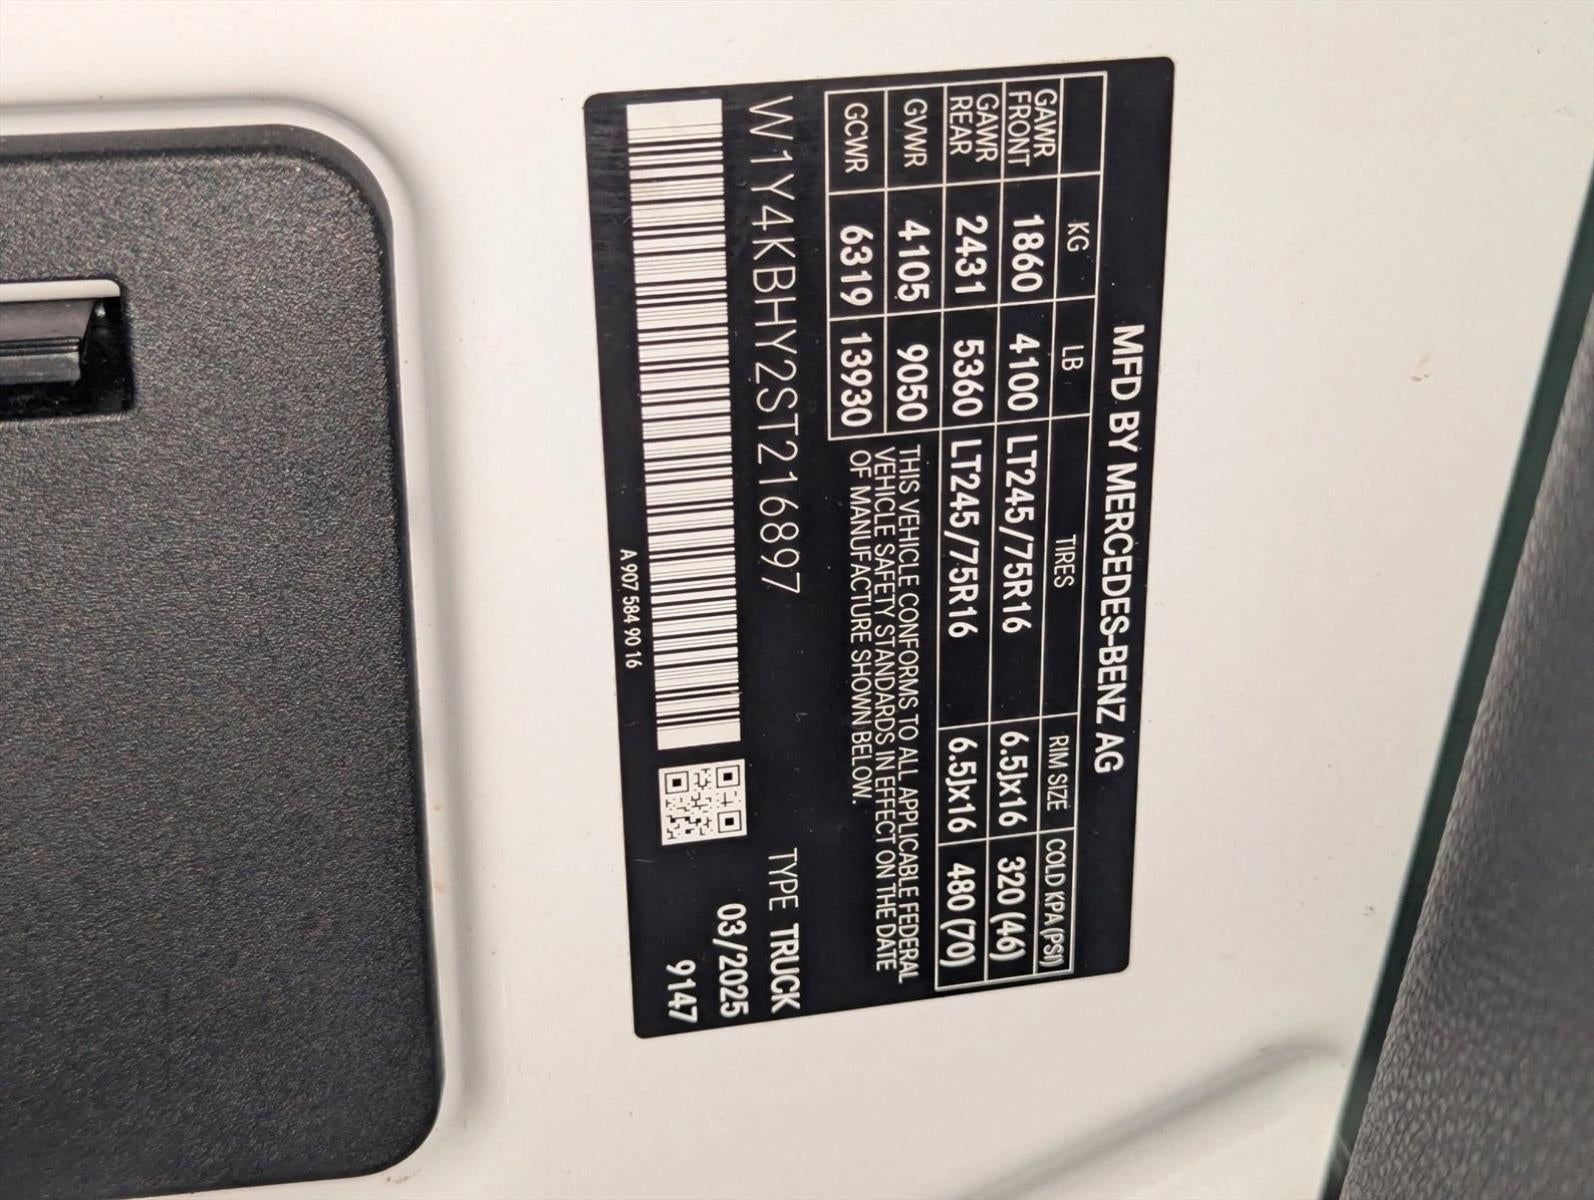 MFD BY MERCEDES-BENZ AG
KG LB TIRES RIM SIZE COLD KPA (PSI)
GAWR FRONT 1860 4100 LT245/75R16 6.5Jx16 320 (46)
GAWR REAR 2431 5360 LT245/75R16 6.5Jx16 480 (70)
GVWR 4105 9050
GCWR 6319 13930
THIS VEHICLE CONFORMS TO ALL APPLICABLE FEDERAL
VEHICLE SAFETY STANDARDS IN EFFECT ON THE DATE
OF MANUFACTURE SHOWN BELOW.
W1Y4KBHY2ST216897 TYPE TRUCK
03/2025
9147
A 907 584 90 16